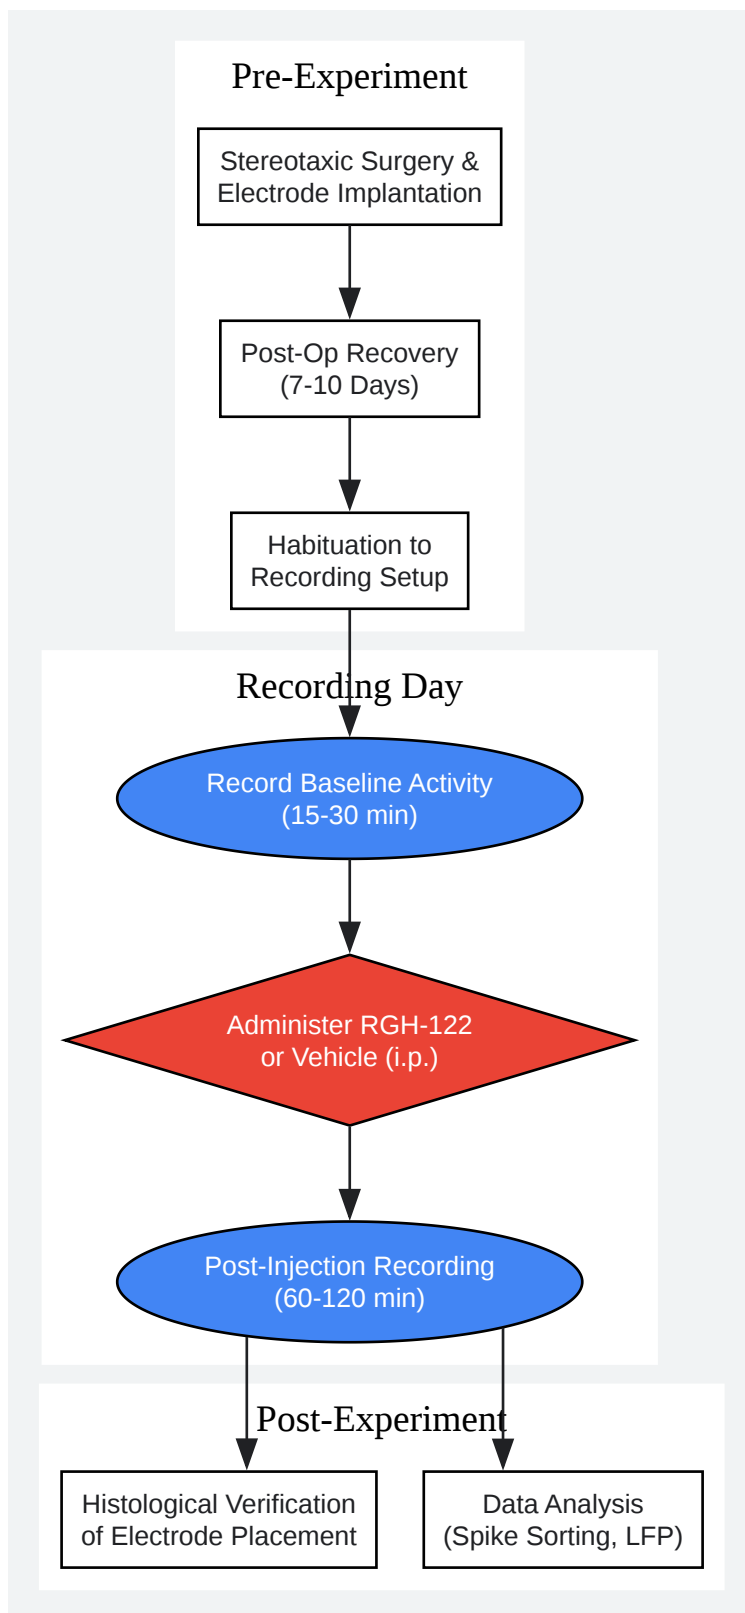 Pre-Experiment
Stereotaxic Surgery &
Electrode Implantation
Post-Op Recovery
(7-10 Days)
Habituation to
Recording Setup
Recording Day
Record Baseline Activity
(15-30 min)
Administer RGH-122
or Vehicle (i.p.)
Post-Injection Recording
(60-120 min)
Post-Experiment
Histological Verification
of Electrode Placement
Data Analysis
(Spike Sorting, LFP)